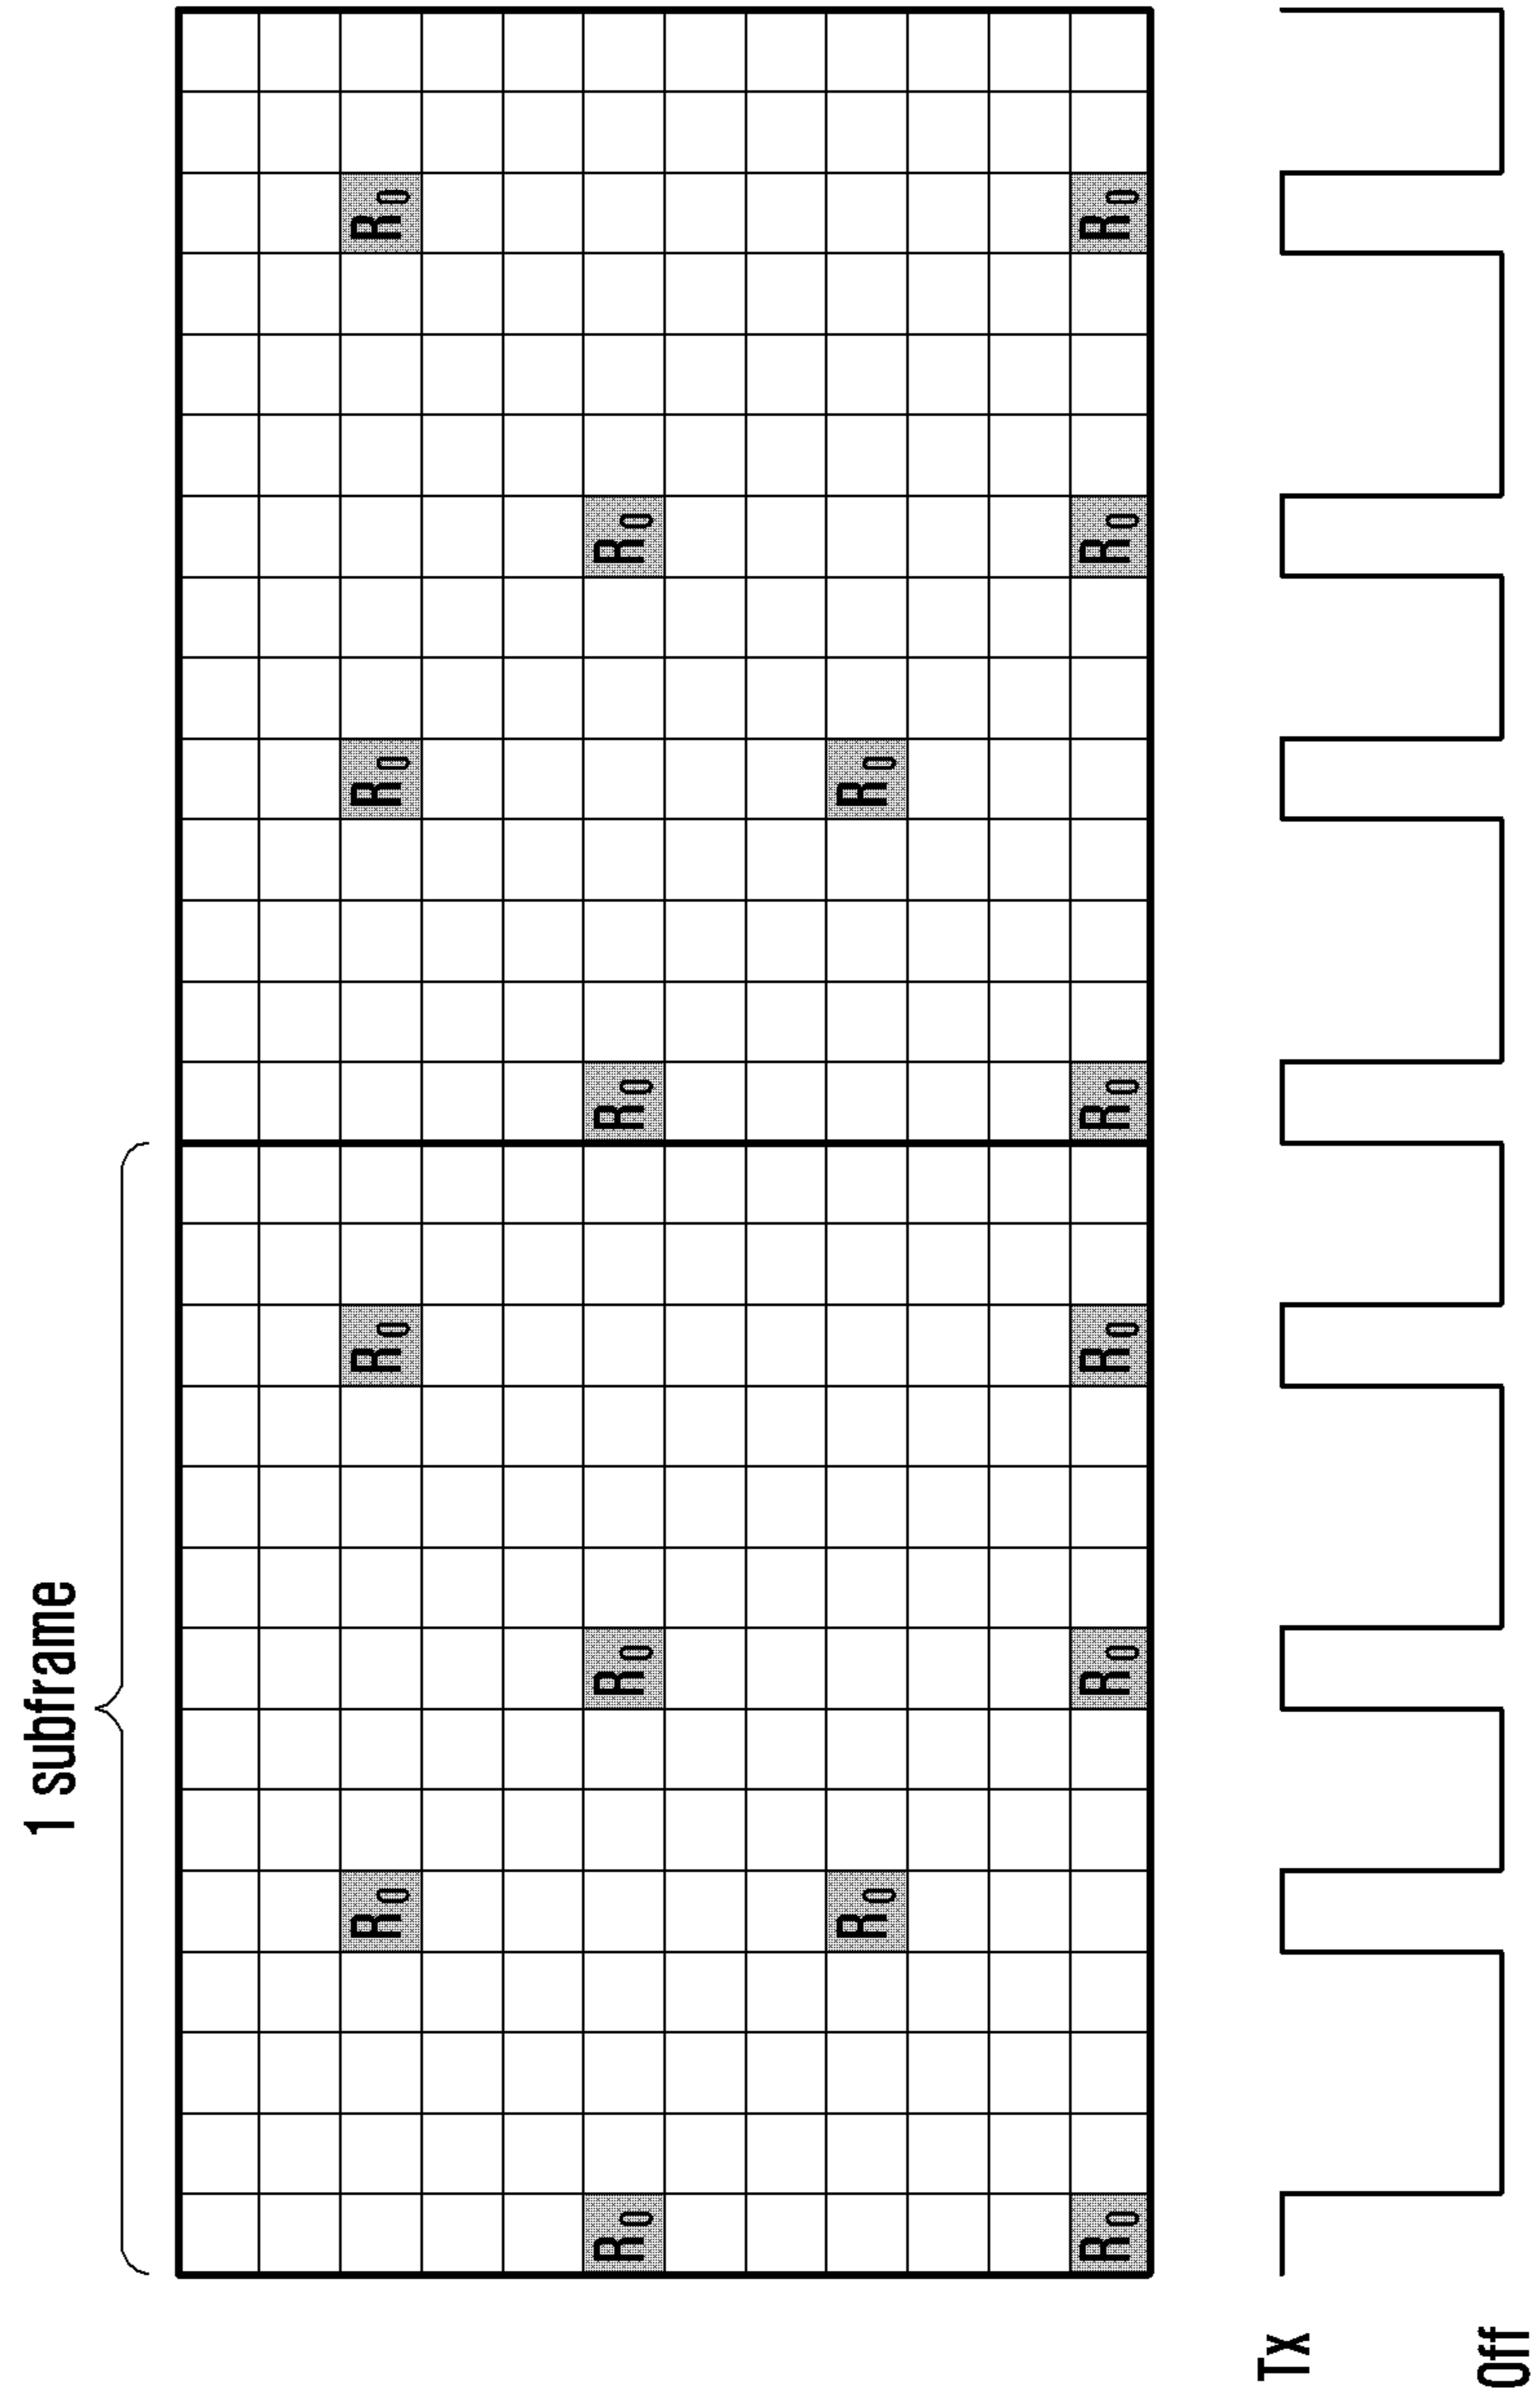 1 subframe
R₀ R₀ R₀ R₀
R₀ R₀ R₀ R₀
R₀ R₀
R₀ R₀ R₀ R₀ R₀ R₀
Tx
Off